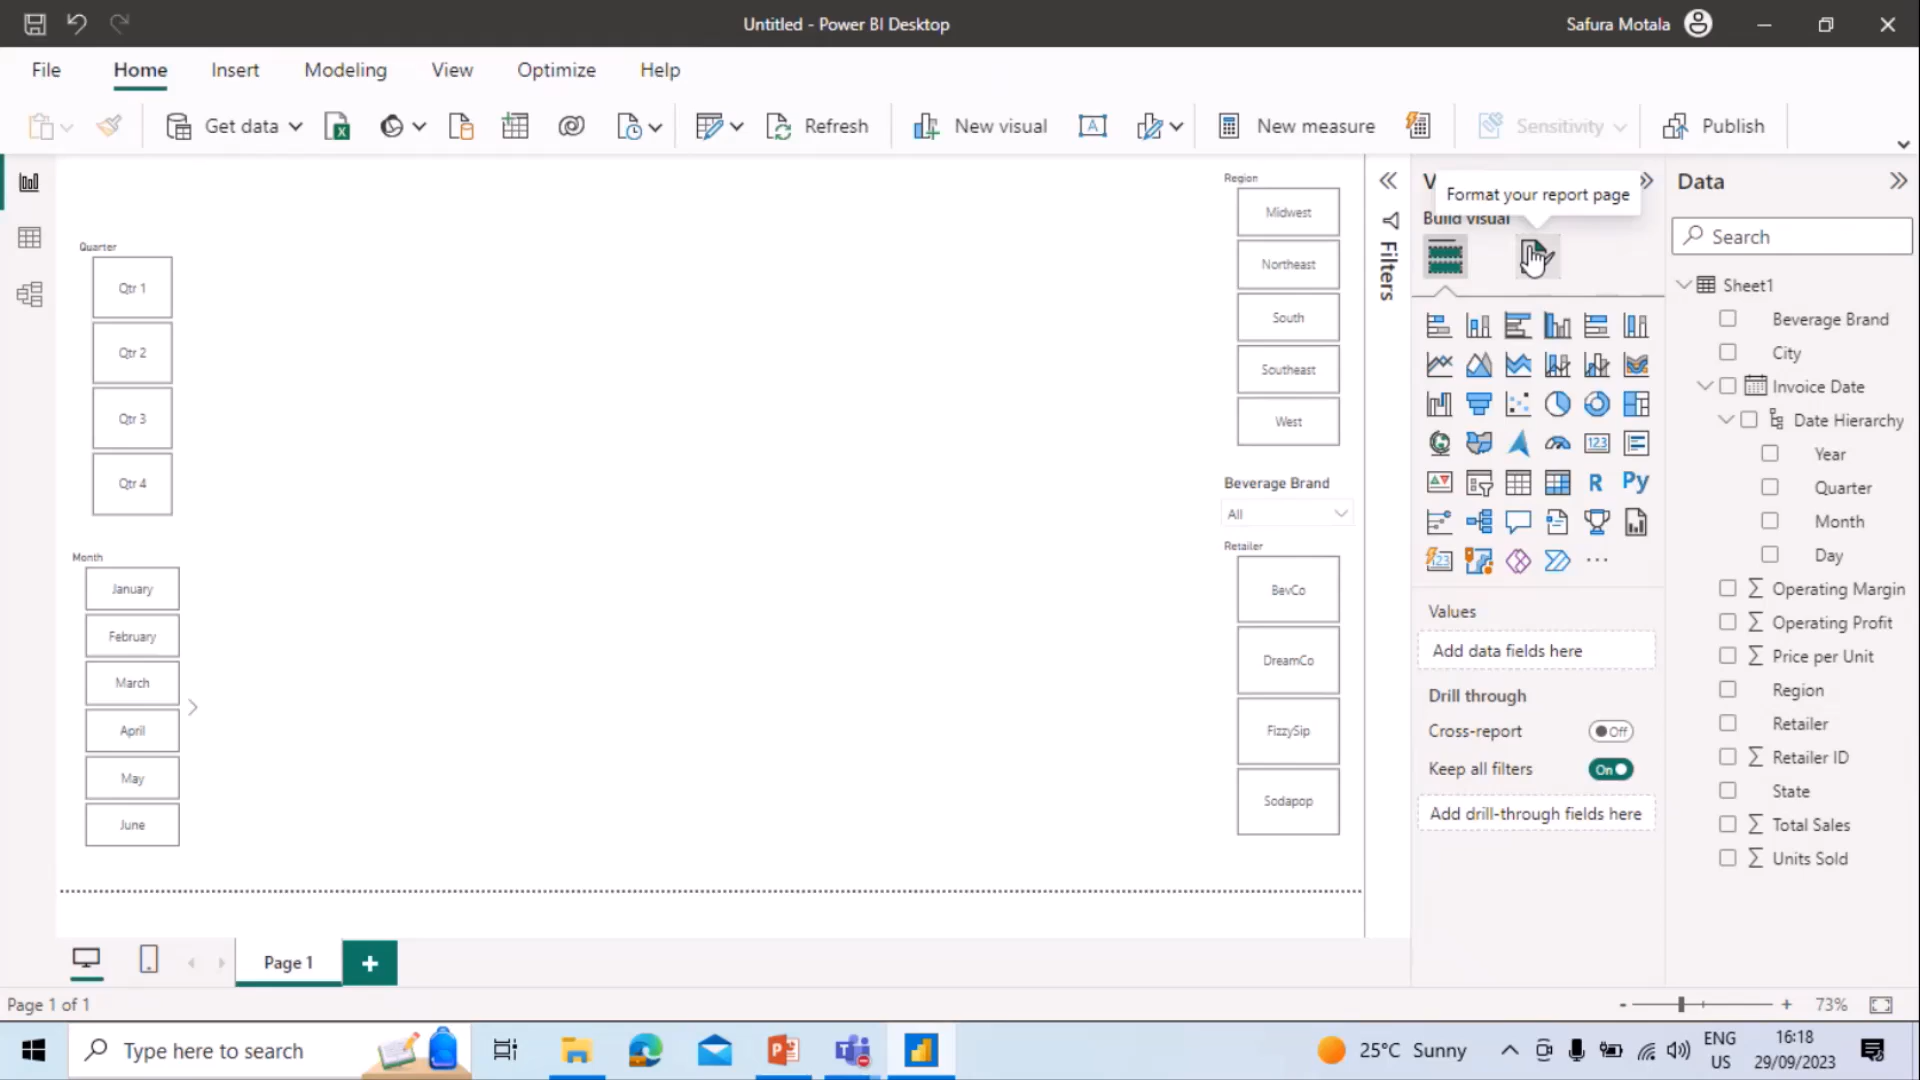 Untitled - Power BI Desktop
Safura Motala
File
Home
Insert
Modeling
View
Optimize
Help
Get data
Refresh
New visual
New measure
Sensitivity
Publish
Quarter
Qtr 1
Qtr 2
Qtr 3
Qtr 4
Month
January
February
March
April
May
June
Region
Midwest
Northeast
South
Southeast
West
Beverage Brand
All
Retailer
BevCo
DreamCo
FizzySip
Sodapop
Filters
Format your report page
Build visual
123
R
Py
123
Values
Add data fields here
Drill through
Cross-report
Off
Keep all filters
On
Add drill-through fields here
Data
Search
Sheet1
Beverage Brand
City
Invoice Date
Date Hierarchy
Year
Quarter
Month
Day
Operating Margin
Operating Profit
Price per Unit
Region
Retailer
Retailer ID
State
Total Sales
Units Sold
Page 1
Page 1 of 1
73%
Type here to search
25°C Sunny
ENG
US
16:18
29/09/2023